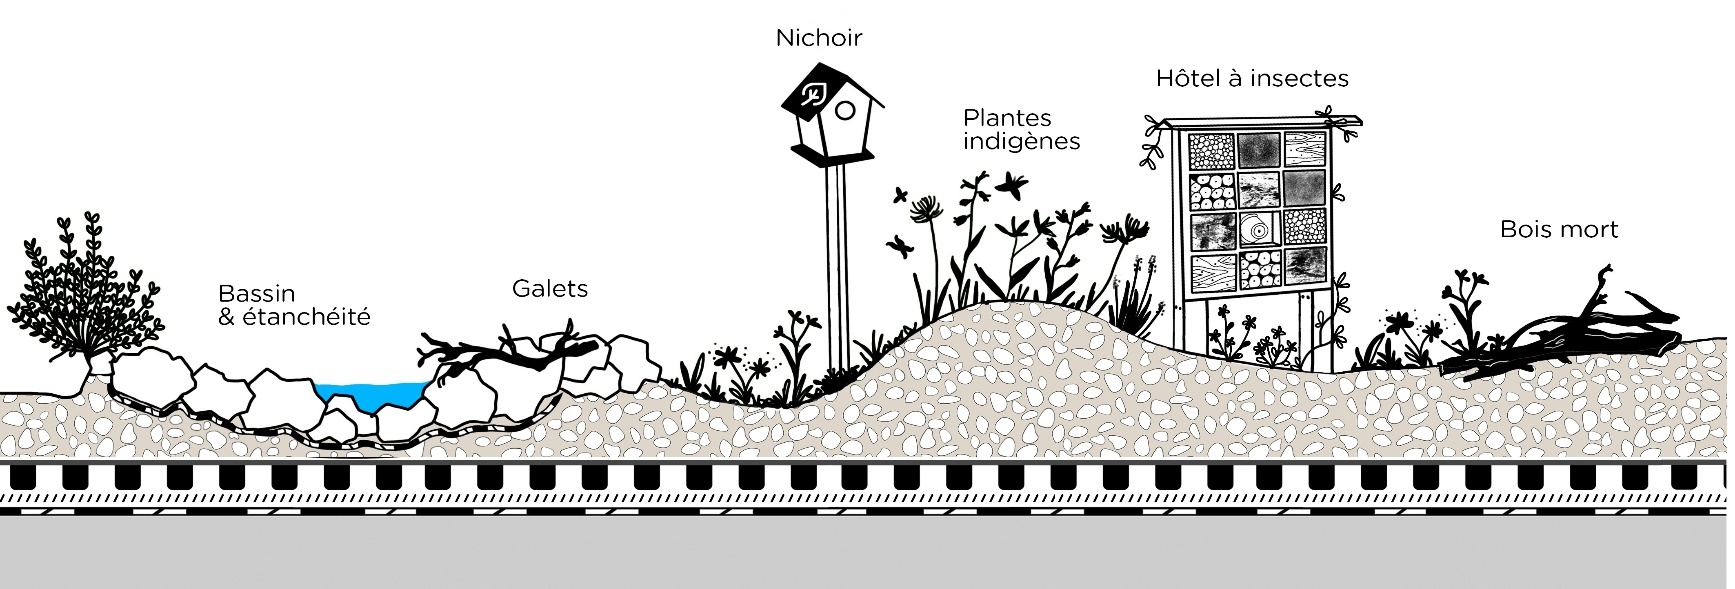 Nichoir
Hôtel à insectes
Plantes
indigènes
Bois mort
Bassin
& étanchéité
Galets